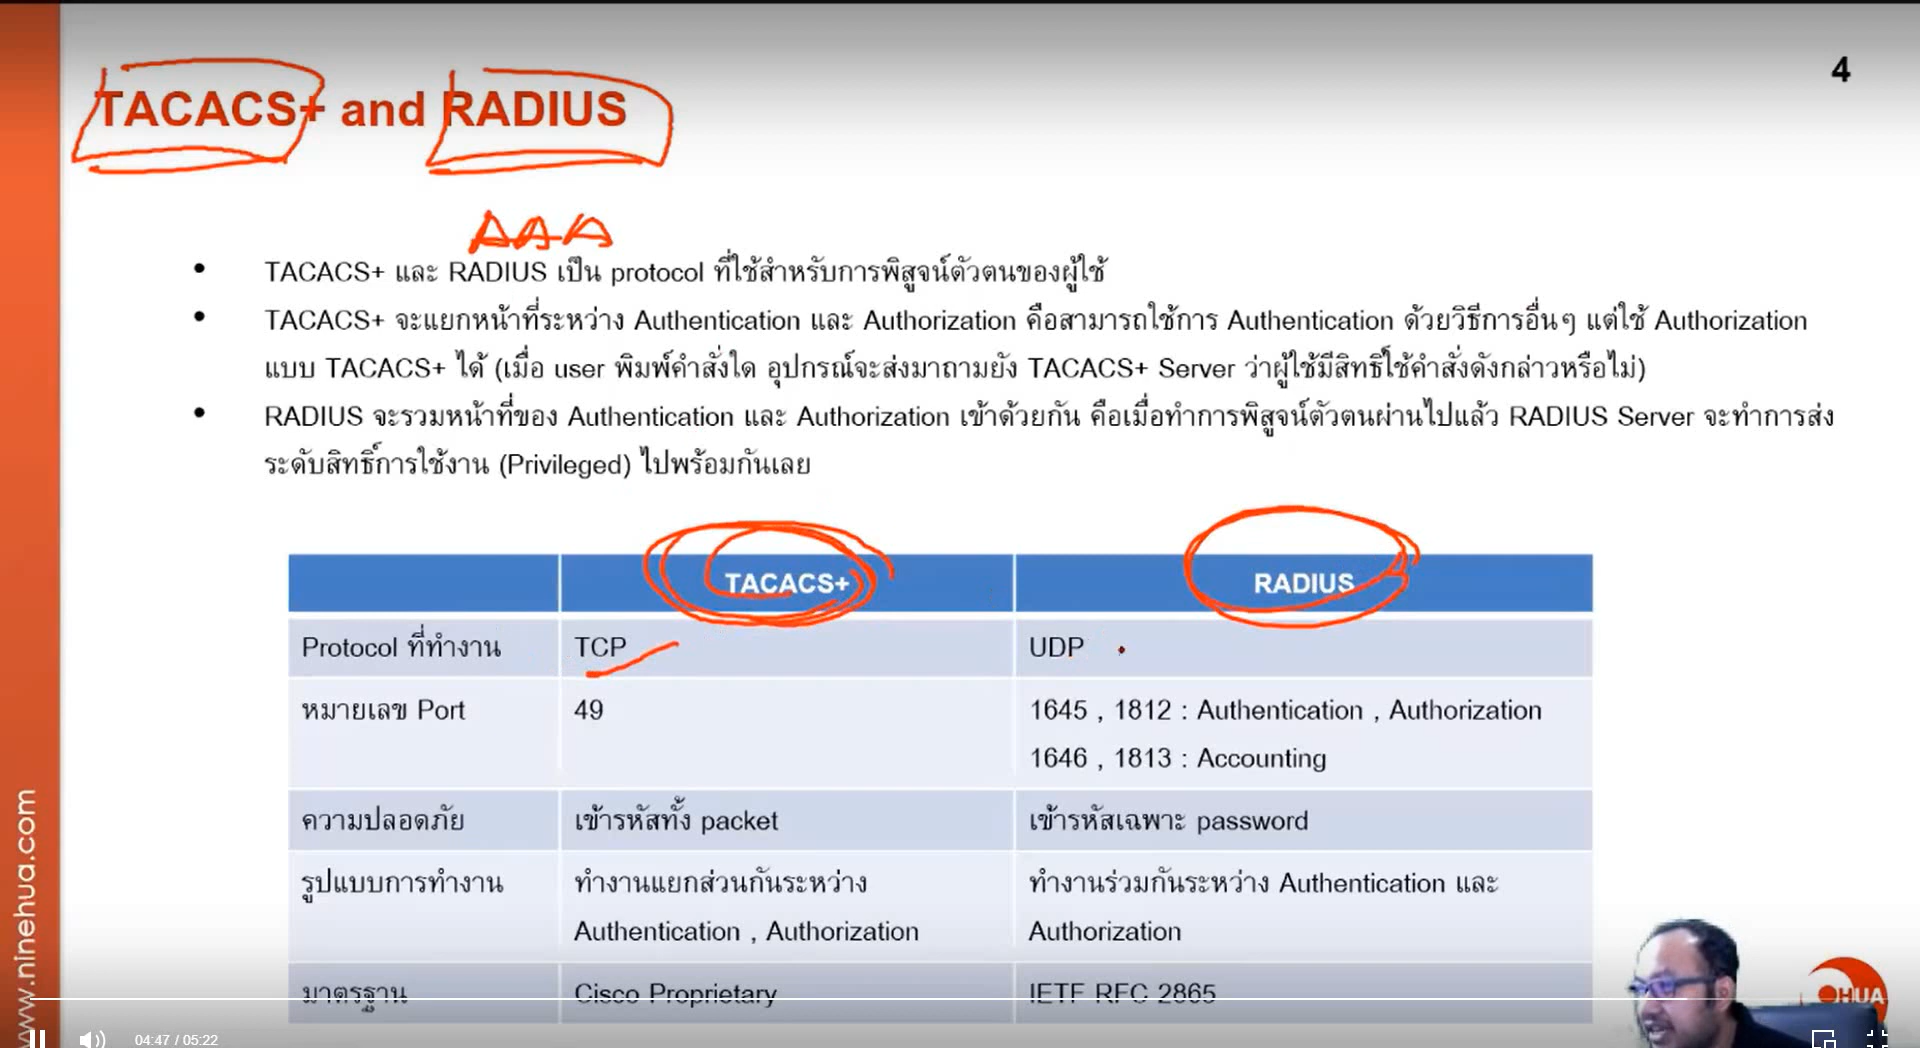 4
TACACS+ and RADIUS
AAA
• TACACS+ และ RADIUS เป็น protocol ที่ใช้สำหรับการพิสูจน์ตัวตนของผู้ใช้
• TACACS+ จะแยกหน้าที่ระหว่าง Authentication และ Authorization คือสามารถใช้การ Authentication ด้วยวิธีการอื่นๆ แต่ใช้ Authorization
แบบ TACACS+ ได้ (เมื่อ user พิมพ์คำสั่งใด อุปกรณ์จะส่งมาถามยัง TACACS+ Server ว่าผู้ใช้มีสิทธิ์ใช้คำสั่งดังกล่าวหรือไม่)
• RADIUS จะรวมหน้าที่ของ Authentication และ Authorization เข้าด้วยกัน คือเมื่อทำการพิสูจน์ตัวตนผ่านไปแล้ว RADIUS Server จะทำการส่ง
ระดับสิทธิ์การใช้งาน (Privileged) ไปพร้อมกันเลย
TACACS+ RADIUS
Protocol ที่ทำงาน TCP UDP
หมายเลข Port 49 1645 , 1812 : Authentication , Authorization
1646 , 1813 : Accounting
ความปลอดภัย เข้ารหัสทั้ง packet เข้ารหัสเฉพาะ password
รูปแบบการทำงาน ทำงานแยกส่วนกันระหว่าง ทำงานร่วมกันระหว่าง Authentication และ
Authentication , Authorization Authorization
มาตรฐาน Cisco Proprietary IETF RFC 2865
www.ninehua.com
HUA
04:47 / 05:22